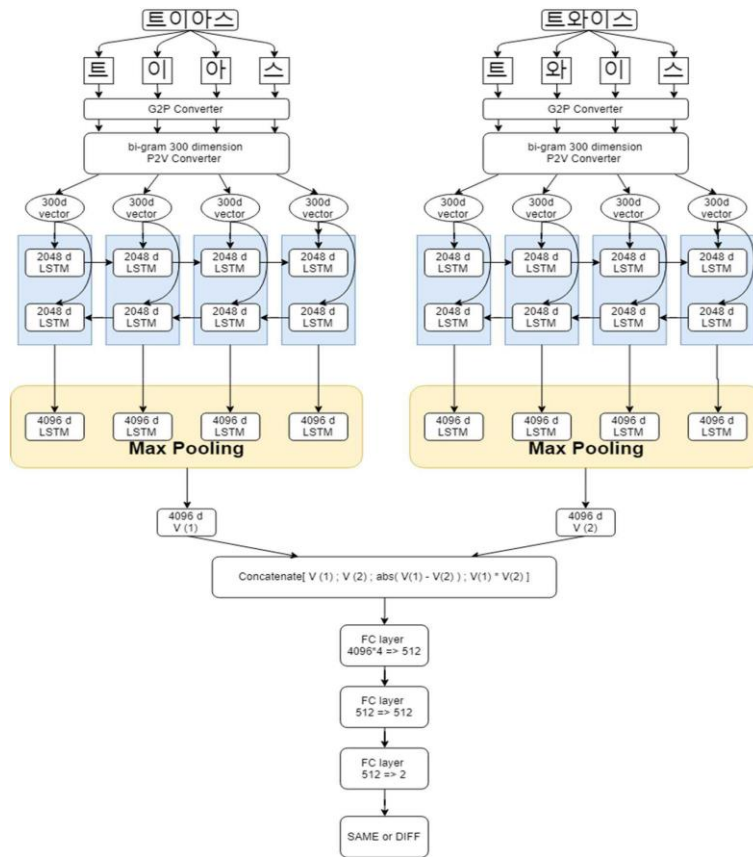 트이아스
트 이 아 스
G2P Converter
bi-gram 300 dimension
P2V Converter
300d
vector
300d
vector
300d
vector
300d
vector
2048 d
LSTM
2048 d
LSTM
2048 d
LSTM
2048 d
LSTM
2048 d
LSTM
2048 d
LSTM
2048 d
LSTM
2048 d
LSTM
4096 d
LSTM
4096 d
LSTM
4096 d
LSTM
4096 d
LSTM
Max Pooling
4096 d
V (1)
트와이스
트 와 이 스
G2P Converter
bi-gram 300 dimension
P2V Converter
300d
vector
300d
vector
300d
vector
300d
vector
2048 d
LSTM
2048 d
LSTM
2048 d
LSTM
2048 d
LSTM
2048 d
LSTM
2048 d
LSTM
2048 d
LSTM
2048 d
LSTM
4096 d
LSTM
4096 d
LSTM
4096 d
LSTM
4096 d
LSTM
Max Pooling
4096 d
V (2)
Concatenate[ V (1) ; V (2) ; abs( V(1) - V(2) ) ; V(1) * V(2) ]
FC layer
4096*4 => 512
FC layer
512 => 512
FC layer
512 => 2
SAME or DIFF